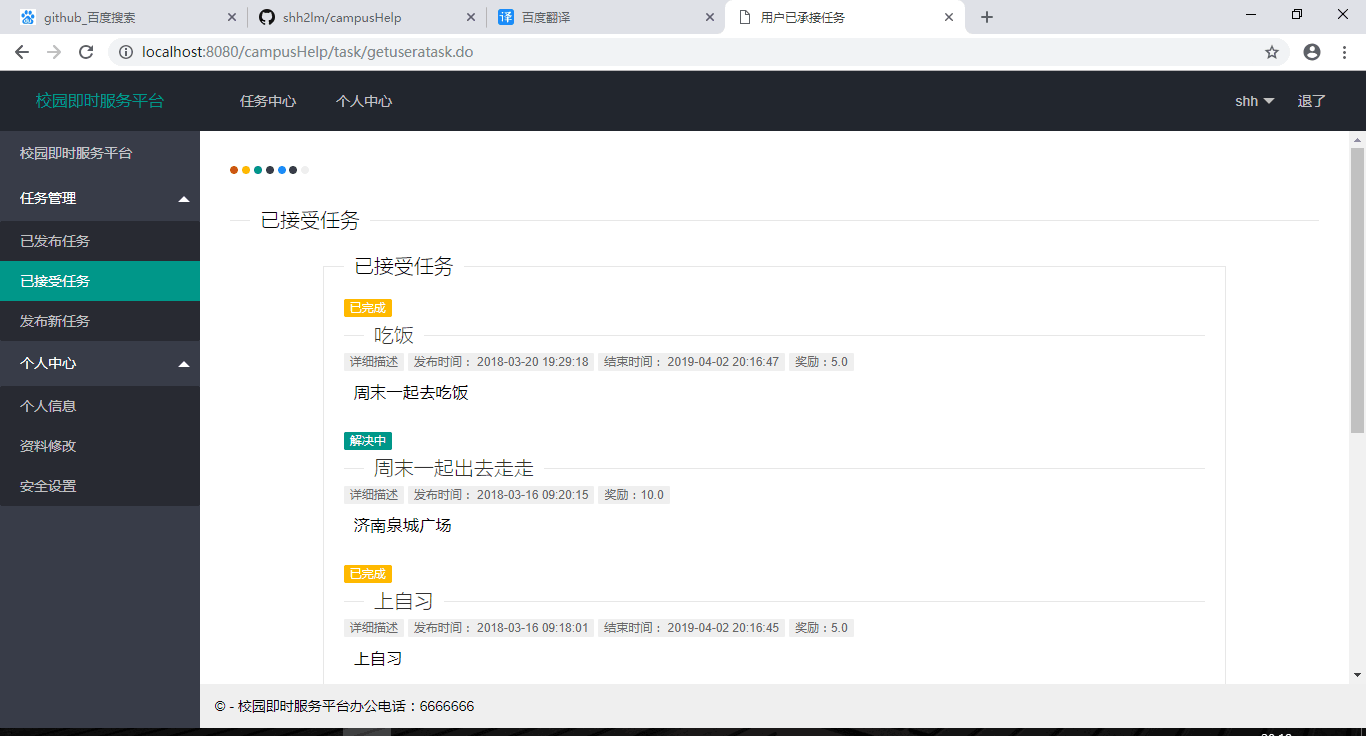 github_百度搜索
shh2lm/campusHelp
译 百度翻译
用户已承接任务
localhost:8080/campusHelp/task/getuseratask.do
校园即时服务平台 任务中心 个人中心 shh 退了
校园即时服务平台
任务管理
已发布任务
已接受任务
发布新任务
个人中心
个人信息
资料修改
安全设置
已接受任务
已接受任务
已完成
吃饭
详细描述 发布时间： 2018-03-20 19:29:18 结束时间： 2019-04-02 20:16:47 奖励：5.0
周末一起去吃饭
解决中
周末一起出去走走
详细描述 发布时间： 2018-03-16 09:20:15 奖励：10.0
济南泉城广场
已完成
上自习
详细描述 发布时间： 2018-03-16 09:18:01 结束时间： 2019-04-02 20:16:45 奖励：5.0
上自习
© - 校园即时服务平台办公电话：6666666